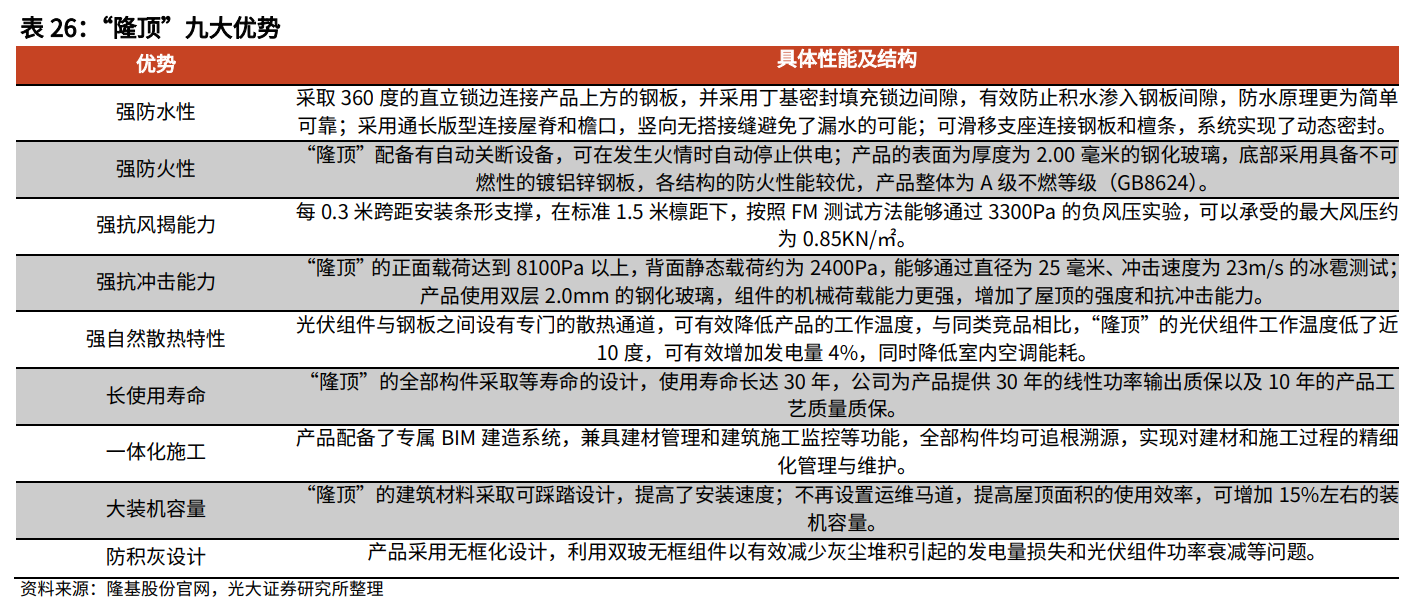 表 26：“隆顶”九大优势
优势 具体性能及结构
强防水性
采取 360 度的直立锁边连接产品上方的钢板，并采用丁基密封填充锁边间隙，有效防止积水渗入钢板间隙，防水原理更为简单
可靠；采用通长版型连接屋脊和檐口，竖向无搭接缝避免了漏水的可能；可滑移支座连接钢板和檀条，系统实现了动态密封。
强防火性
“隆顶”配备有自动关断设备，可在发生火情时自动停止供电；产品的表面为厚度为 2.00 毫米的钢化玻璃，底部采用具备不可
燃性的镀铝锌钢板，各结构的防火性能较优，产品整体为 A 级不燃等级（GB8624）。
强抗风揭能力
每 0.3 米跨距安装条形支撑，在标准 1.5 米檩距下，按照 FM 测试方法能够通过 3300Pa 的负风压实验，可以承受的最大风压约
为 0.85KN/㎡。
强抗冲击能力
“隆顶”的正面载荷达到 8100Pa 以上，背面静态载荷约为 2400Pa，能够通过直径为 25 毫米、冲击速度为 23m/s 的冰雹测试；
产品使用双层 2.0mm 的钢化玻璃，组件的机械荷载能力更强，增加了屋顶的强度和抗冲击能力。
强自然散热特性
光伏组件与钢板之间设有专门的散热通道，可有效降低产品的工作温度，与同类竞品相比，“隆顶”的光伏组件工作温度低了近
10 度，可有效增加发电量 4%，同时降低室内空调能耗。
长使用寿命
“隆顶”的全部构件采取等寿命的设计，使用寿命长达 30 年，公司为产品提供 30 年的线性功率输出质保以及 10 年的产品工
艺质量质保。
一体化施工
产品配备了专属 BIM 建造系统，兼具建材管理和建筑施工监控等功能，全部构件均可追根溯源，实现对建材和施工过程的精细
化管理与维护。
大装机容量
“隆顶”的建筑材料采取可踩踏设计，提高了安装速度；不再设置运维马道，提高屋顶面积的使用效率，可增加 15%左右的装
机容量。
防积灰设计
产品采用无框化设计，利用双玻无框组件以有效减少灰尘堆积引起的发电量损失和光伏组件功率衰减等问题。
资料来源：隆基股份官网，光大证券研究所整理